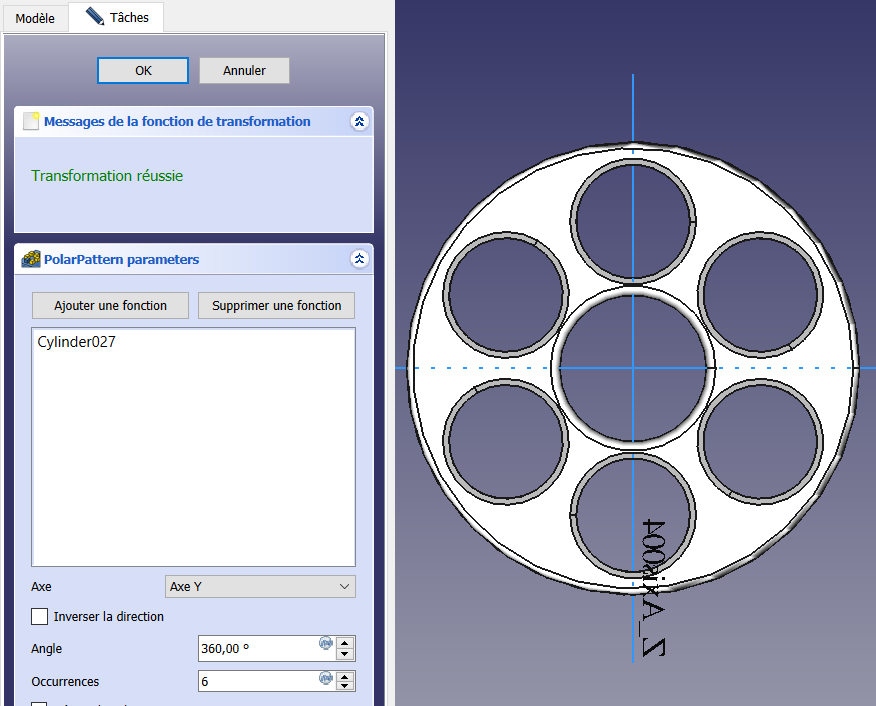 Modèle
Tâches
OK
Annuler
Messages de la fonction de transformation
Transformation réussie
PolarPattern parameters
Ajouter une fonction
Supprimer une fonction
Cylinder027
Axe
Axe Y
Inverser la direction
Angle
360,00 °
Occurrences
6
Z_Axis004